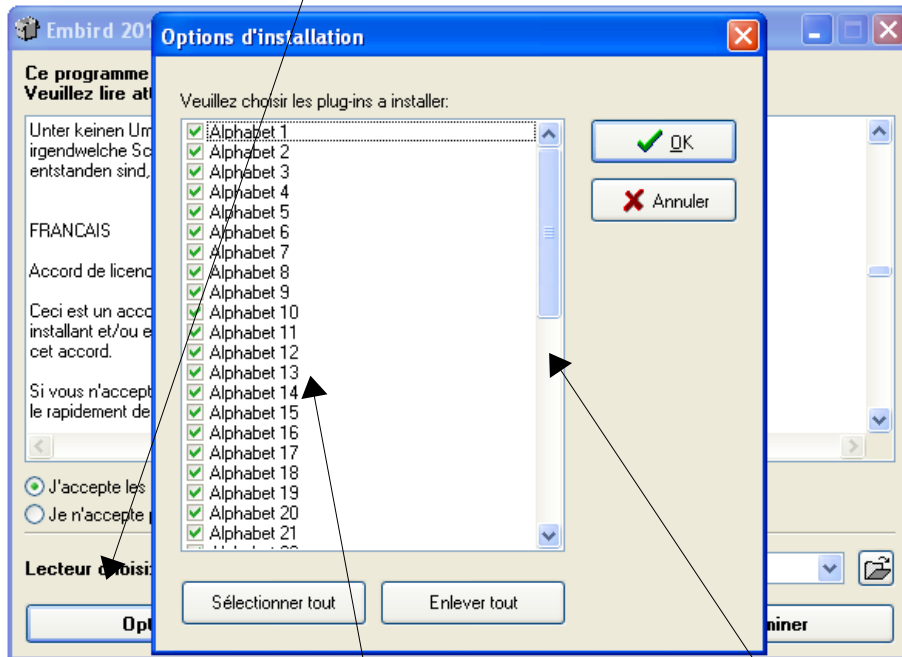 Embird 201
Options d'installation
Ce programme
Veuillez lire att
Unter keinen Um
irgendwelche Sc
entstanden sind,
FRANCAIS
Accord de licenc
Ceci est un acco
installant et/ou e
cet accord.
Si vous n'accept
le rapidement de
J'accepte les
Je n'accepte p
Lecteur choisi
Opt
Veuillez choisir les plug-ins a installer:
Alphabet 1
Alphabet 2
Alphabet 3
Alphabet 4
Alphabet 5
Alphabet 6
Alphabet 7
Alphabet 8
Alphabet 9
Alphabet 10
Alphabet 11
Alphabet 12
Alphabet 13
Alphabet 14
Alphabet 15
Alphabet 16
Alphabet 17
Alphabet 18
Alphabet 19
Alphabet 20
Alphabet 21
OK
Annuler
Sélectionner tout
Enlever tout
miner